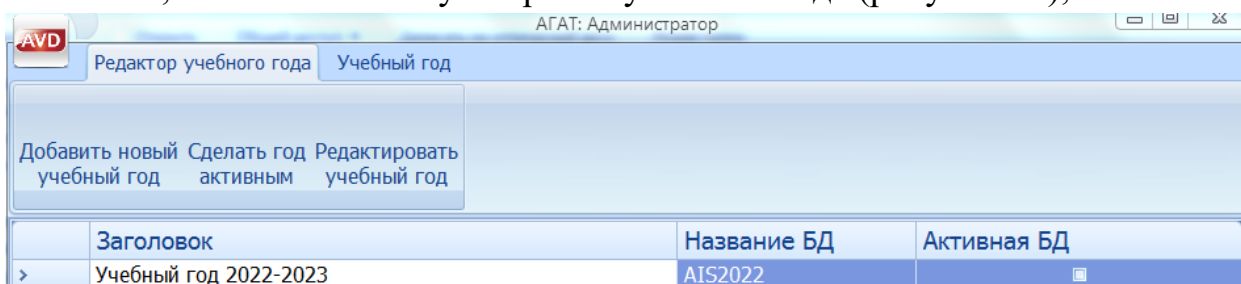 АГАТ: Администратор
AVD
Редактор учебного года Учебный год
Добавить новый учебный год
Сделать год активным
Редактировать учебный год
Заголовок Название БД Активная БД
Учебный год 2022-2023 AIS2022